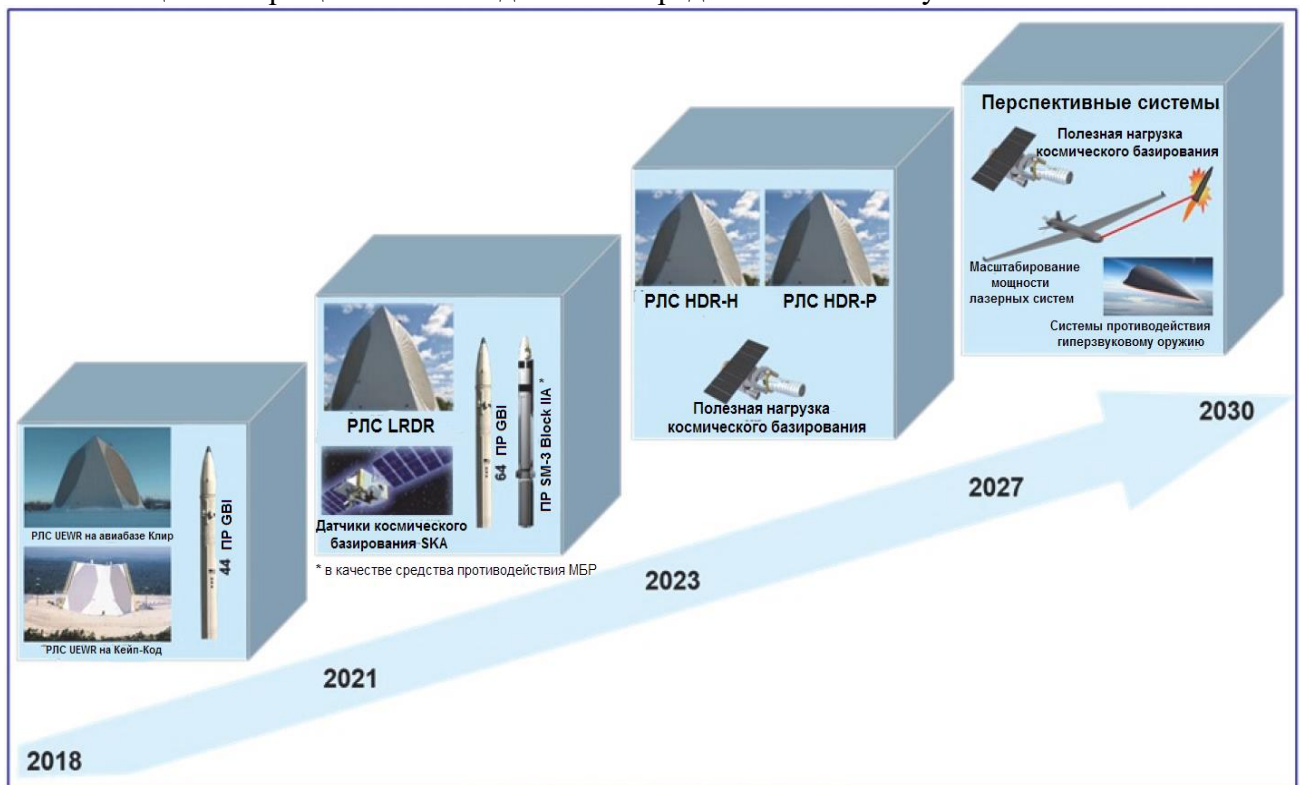 РЛС UEWR на авиабазе Клир
РЛС UEWR на Кейп-Код
44 ПР GBI
РЛС LRDR
Датчики космического
базирования SKA
64 ПР GBI
ПР SM-3 Block IIA *
* в качестве средства противодействия МБР
РЛС HDR-H
РЛС HDR-P
Полезная нагрузка
космического базирования
Перспективные системы
Полезная нагрузка
космического базирования
Масштабирование
мощности
лазерных систем
Системы противодействия
гиперзвуковому оружию
2018
2021
2023
2027
2030